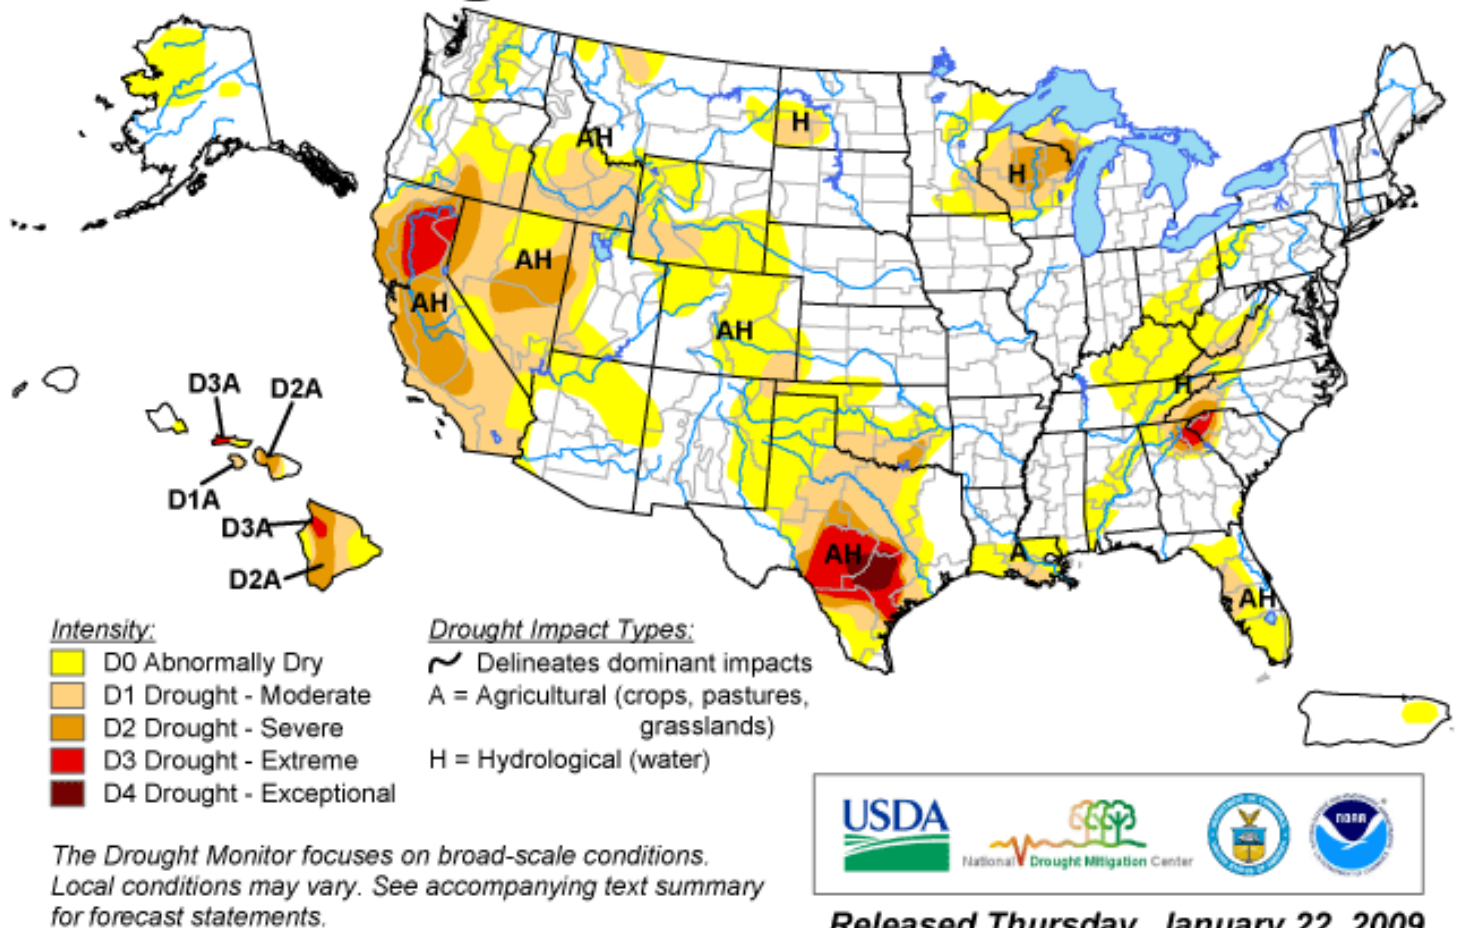 H
AH
H
AH
AH
AH
H
D3A
D2A
D1A
D3A
AH
A
D2A
AH
Intensity:
D0 Abnormally Dry
D1 Drought - Moderate
D2 Drought - Severe
D3 Drought - Extreme
D4 Drought - Exceptional
Drought Impact Types:
Delineates dominant impacts
A = Agricultural (crops, pastures,
grasslands)
H = Hydrological (water)
The Drought Monitor focuses on broad-scale conditions.
Local conditions may vary. See accompanying text summary
for forecast statements.
USDA
National Drought Mitigation Center
NOAA
Released Thursday, January 22, 2009